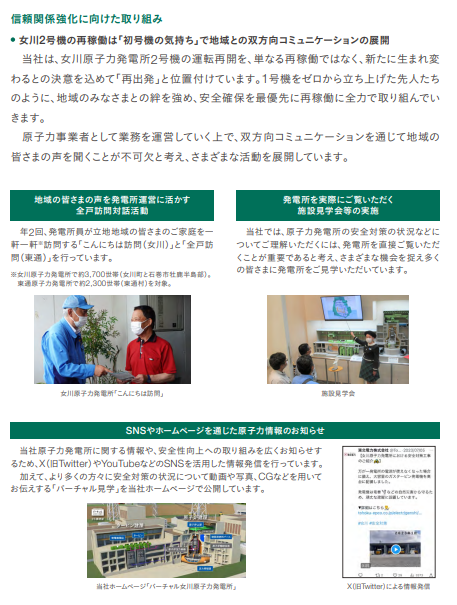 信頼関係強化に向けた取り組み
● 女川2号機の再稼働は「初号機の気持ち」で地域との双方向コミュニケーションの展開
当社は、女川原子力発電所2号機の運転再開を、単なる再稼働ではなく、新たに生まれ変
わるとの決意を込めて「再出発」と位置付けています。1号機をゼロから立ち上げた先人たち
のように、地域のみなさまとの絆を強め、安全確保を最優先に再稼働に全力で取り組んでい
きます。
原子力事業者として業務を運営していく上で、双方向コミュニケーションを通じて地域の
皆さまの声を聞くことが不可欠と考え、さまざまな活動を展開しています。
地域の皆さまの声を発電所運営に活かす
全戸訪問対話活動
年2回、発電所員が立地地域の皆さまのご家庭を一
軒一軒※訪問する「こんにちは訪問(女川)」と「全戸訪
問(東通)」を行っています。
※女川原子力発電所で約3,700世帯(女川町と石巻市牡鹿半島部)。
東通原子力発電所で約2,300世帯(東通村)を対象。
女川原子力発電所「こんにちは訪問」
発電所を実際にご覧いただく
施設見学会等の実施
当社では、原子力発電所の安全対策の状況などに
ついてご理解いただくには、発電所を直接ご覧いただ
くことが重要であると考え、さまざまな機会を捉え多く
の皆さまに発電所をご見学いただいています。
施設見学会
SNSやホームページを通じた原子力情報のお知らせ
当社原子力発電所に関する情報や、安全性向上への取り組みを広くお知らせす
るため、X(旧Twitter)やYouTubeなどのSNSを活用した情報発信を行っています。
加えて、より多くの方々に安全対策の状況について動画や写真、CGなどを用いて
お伝えする「バーチャル見学」を当社ホームページで公開しています。
当社ホームページ「バーチャル女川原子力発電所」
東北電力株式会社
X(旧Twitter)による情報発信